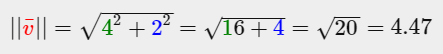 ||v̄|| = √(4² + 2²) = √(16 + 4) = √20 = 4.47